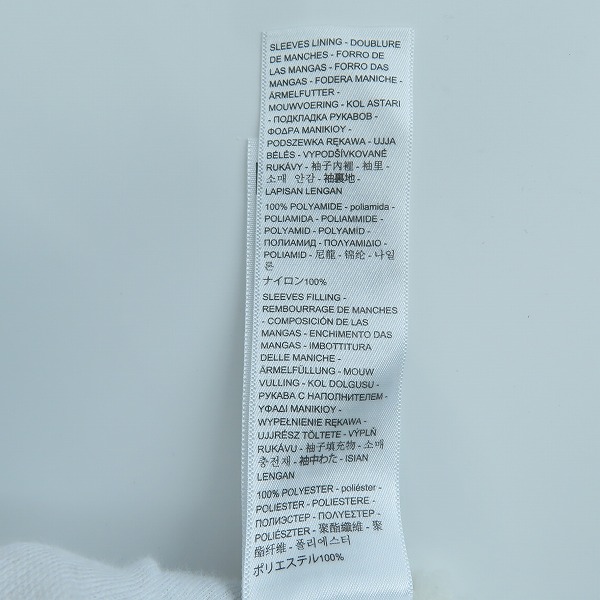 SLEEVES LINING - DOUBLURE
DE MANCHES - FORRO DE
LAS MANGAS - FORRO DAS
MANGAS - FODERA MANICHE -
ÄRMELFUTTER -
MOUWVOERING - KOL ASTARI
- ПОДКЛАДКА РУКАВОВ -
ΦΟΔΡΑ ΜΑΝΙΚΙΟΥ -
PODSZEWKA RĘKAWA - UJJA
BÉLÉS - VYPODŠÍVKOVANÉ
RUKÁVY - 袖子內裡 - 袖里 -
소매 안감 - 袖裏地 -
LAPISAN LENGAN
100% POLYAMIDE - poliamida -
POLIAMIDA - POLIAMMIDE -
POLYAMID - POLYAMID -
ПОЛИАМИД - ΠΟΛΥΑΜΙΔΙΟ -
POLIAMID - 尼龍 - 锦纶 - 나일
론
ナイロン100%
SLEEVES FILLING -
REMBOURRAGE DE MANCHES
- COMPOSICIÓN DE LAS
MANGAS - ENCHIMENTO DAS
MANGAS - IMBOTTITURA
DELLE MANICHE -
ÄRMELFÜLLUNG - MOUW
VULLING - KOL DOLGUSU -
РУКАВА С НАПОЛНИТЕЛЕМ -
ΥΦΑΔΙ ΜΑΝΙΚΙΟΥ -
WYPEŁNIENIE RĘKAWA -
UJJRÉSZ TÖLTETE - VÝPLŇ
RUKÁVU - 袖子填充物 - 소매
충전재 - 袖中わた - ISIAN
LENGAN
100% POLYESTER - poliéster -
POLIESTER - POLIESTERE -
ПОЛИЭСТЕР - ΠΟΛΥΕΣΤΕΡ -
POLIÉSZTER - 聚酯纖維 - 聚
酯纤维 - 폴리에스터
ポリエステル100%